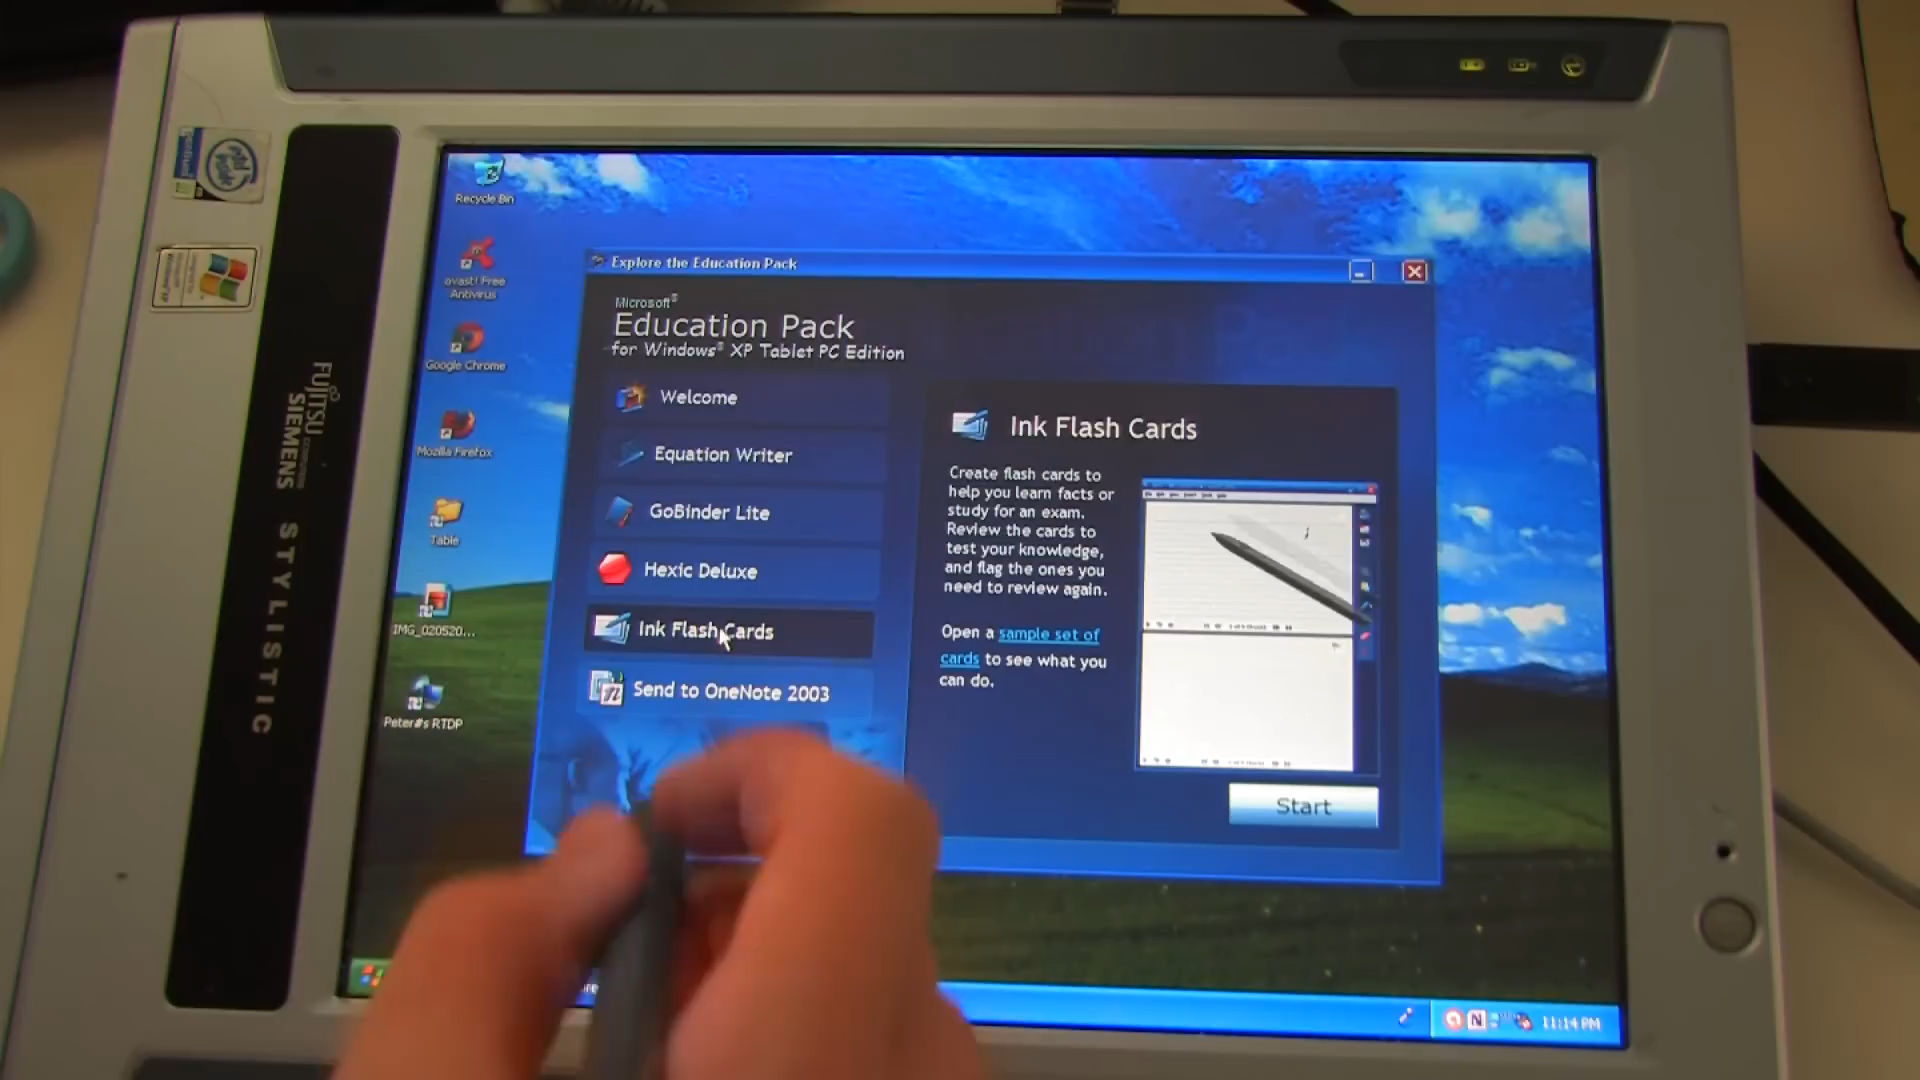 Recycle Bin
avast! Free
Antivirus
Google Chrome
Mozilla Firefox
Table
IMG_020520...
Peter#s RTDP
FUJITSU COMPUTERS
SIEMENS
STYLISTIC
Explore the Education Pack
Microsoft®
Education Pack
for Windows® XP Tablet PC Edition
Welcome
Equation Writer
GoBinder Lite
Hexic Deluxe
Ink Flash Cards
Send to OneNote 2003
Ink Flash Cards
Create flash cards to
help you learn facts or
study for an exam.
Review the cards to
test your knowledge,
and flag the ones you
need to review again.
Open a sample set of
cards to see what you
can do.
Start
N
11:14 PM